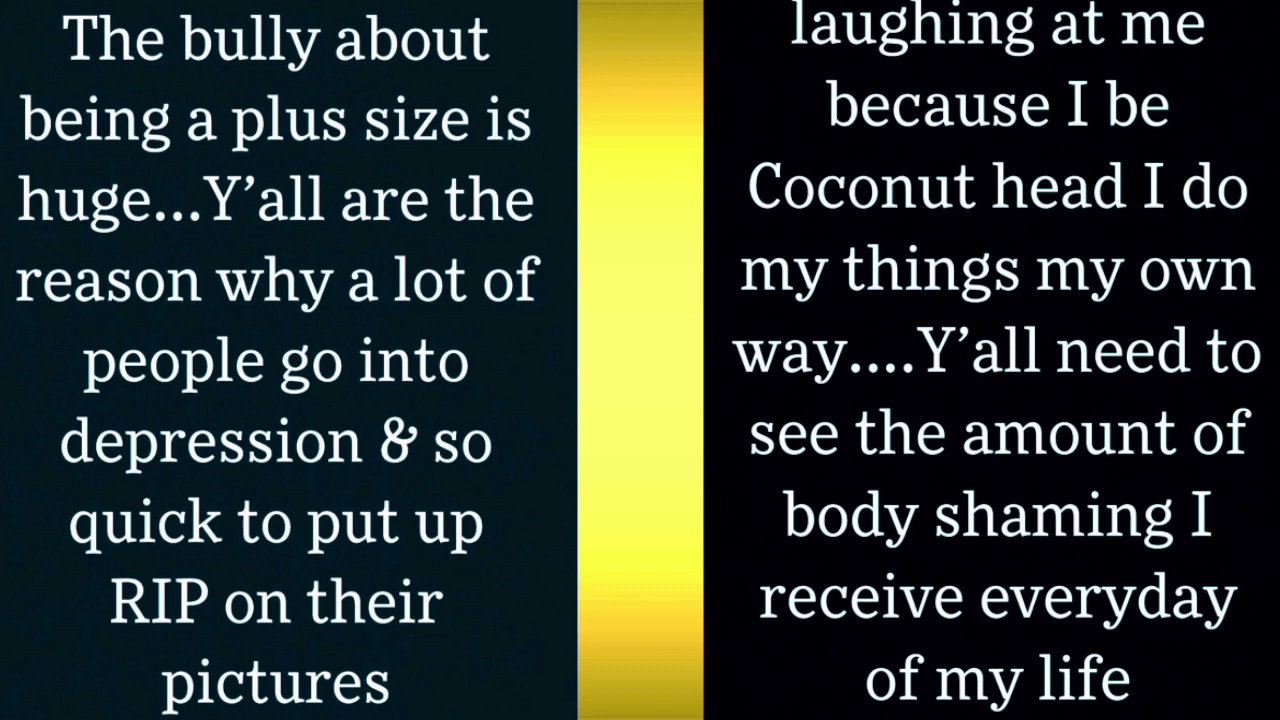 The bully about
being a plus size is
huge...Y’all are the
reason why a lot of
people go into
depression & so
quick to put up
RIP on their
pictures
laughing at me
because I be
Coconut head I do
my things my own
way....Y’all need to
see the amount of
body shaming I
receive everyday
of my life